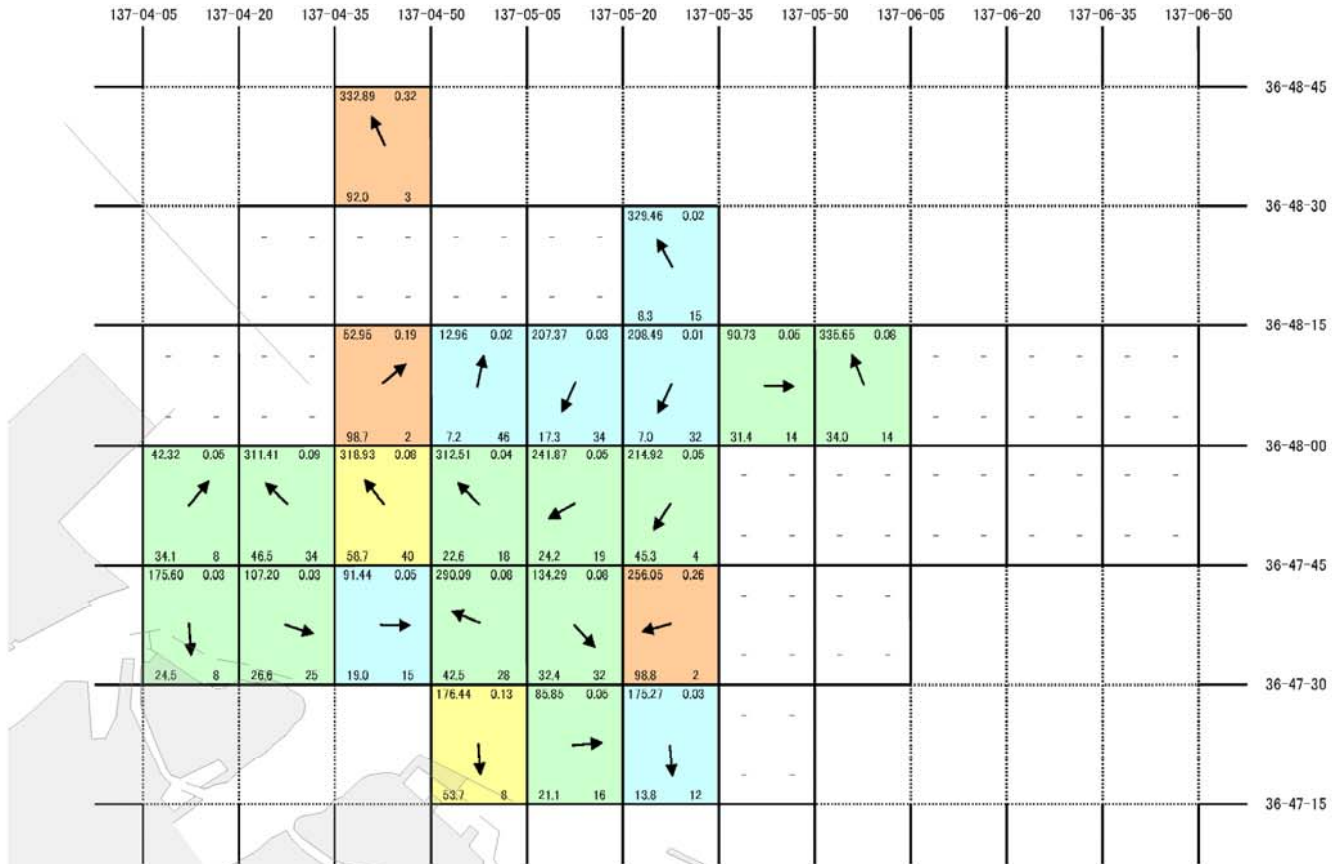 137-04-05 137-04-20 137-04-35 137-04-50 137-05-05 137-05-20 137-05-35 137-05-50 137-06-05 137-06-20 137-06-35 137-06-50
36-48-45
332.89 0.32
92.0 3
36-48-30
329.46 0.02
- - - - - - - -
- - - - - - - -
8.3 15
36-48-15
52.95 0.19 12.96 0.02 207.37 0.03 208.49 0.01 90.73 0.05 335.65 0.08
- - - - - - - - - -
- - - - - - - - - -
98.7 2 7.2 46 17.3 34 7.0 32 31.4 14 34.0 14
36-48-00
42.32 0.05 311.41 0.09 318.93 0.08 312.51 0.04 241.87 0.05 214.92 0.05
- - - - - - - - - -
- - - - - - - - - -
34.1 8 46.5 34 58.7 40 22.6 18 24.2 19 45.3 4
36-47-45
175.60 0.03 107.20 0.03 91.44 0.05 290.09 0.08 134.29 0.08 256.05 0.26
- - - -
- - - -
24.5 8 26.6 25 19.0 15 42.5 28 32.4 32 98.8 2
36-47-30
176.44 0.13 85.85 0.05 175.27 0.03
- -
- -
53.7 8 21.1 16 13.8 12
36-47-15